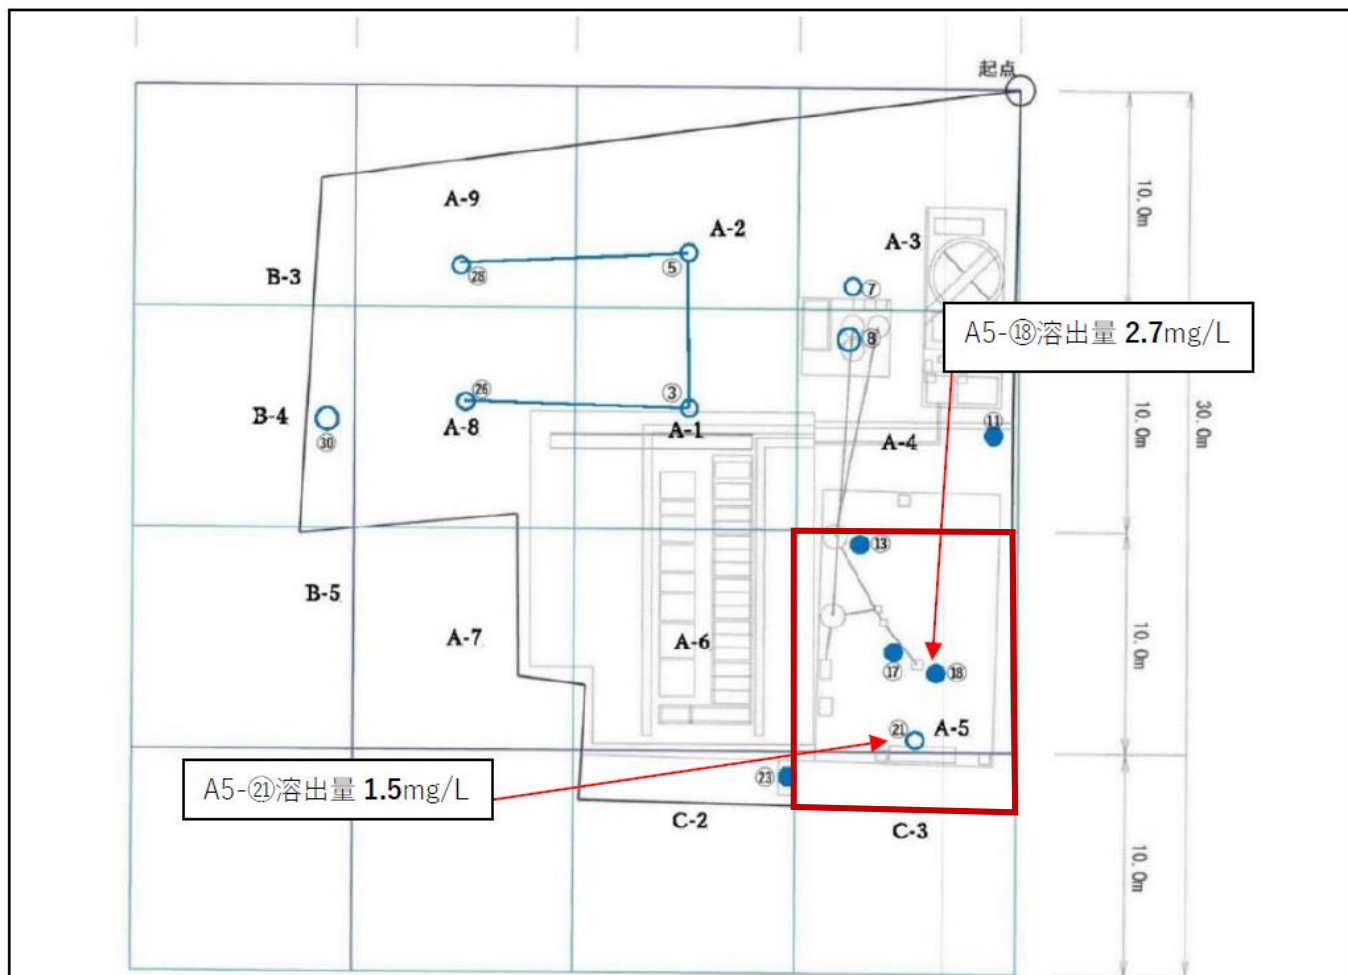 起点
10.0m
A-9
A-2
A-3
B-3
㉘
⑤
⑦
A5-⑱溶出量 2.7mg/L
⑧
㉖
③
10.0m
30.0m
B-4
㉚
A-8
A-1
A-4
⑪
⑬
B-5
A-7
A-6
10.0m
⑰
⑱
㉑
A-5
A5-㉑溶出量 1.5mg/L
㉓
C-2
C-3
10.0m